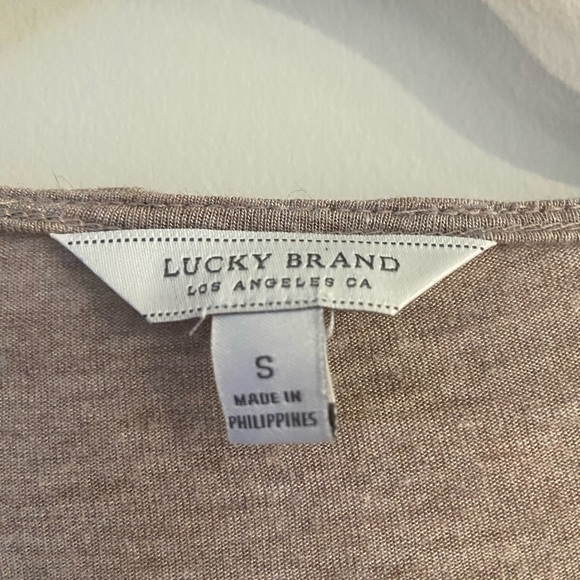 LUCKY BRAND
LOS ANGELES CA
S
MADE IN
PHILIPPINES